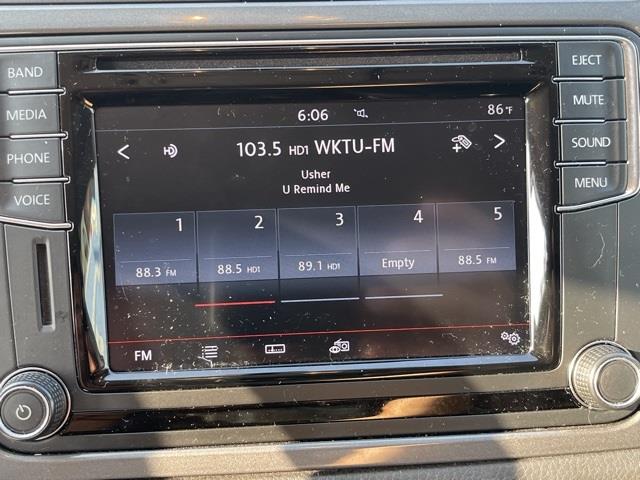 BAND
MEDIA
PHONE
VOICE
EJECT
MUTE
SOUND
MENU
6:06 86°F
103.5 HD1 WKTU-FM
Usher
U Remind Me
1 2 3 4 5
88.3 FM 88.5 HD1 89.1 HD1 Empty 88.5 FM
FM